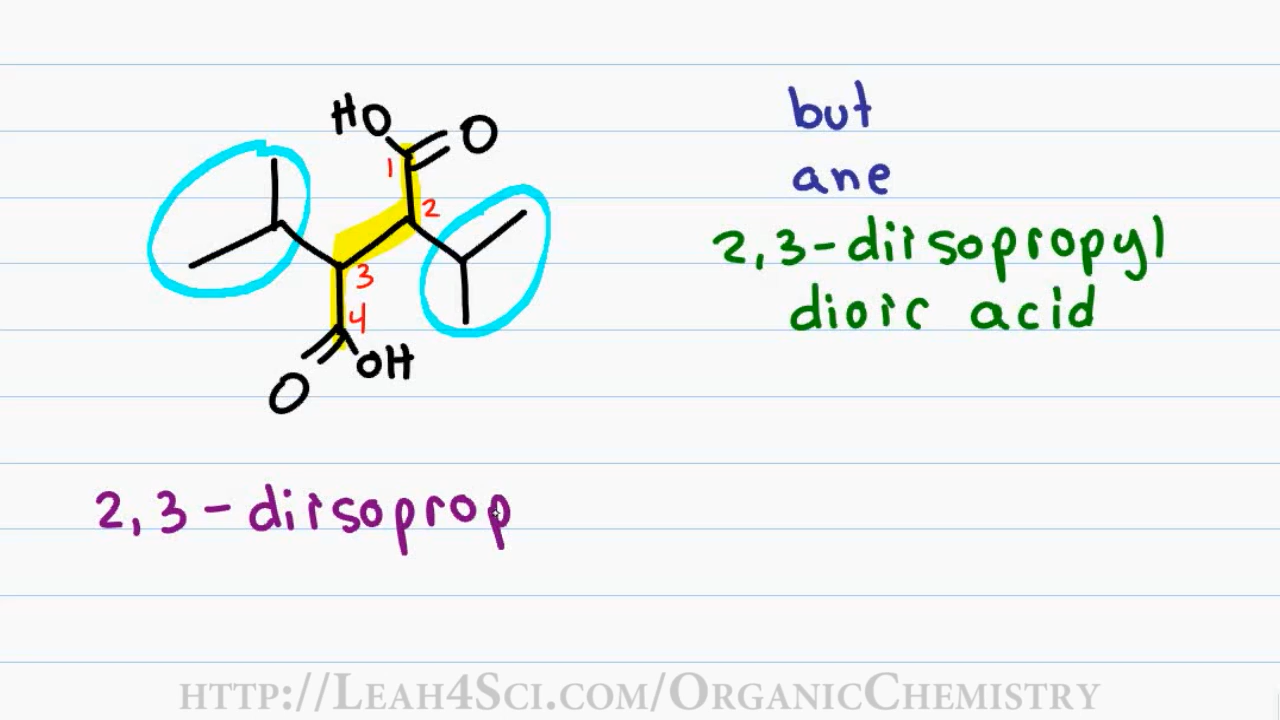 HO
O
1
2
3
4
OH
O
but
ane
2,3-diisopropyl
dioic acid
2,3-diisoprop
HTTP://LEAH4SCI.COM/ORGANICCHEMISTRY